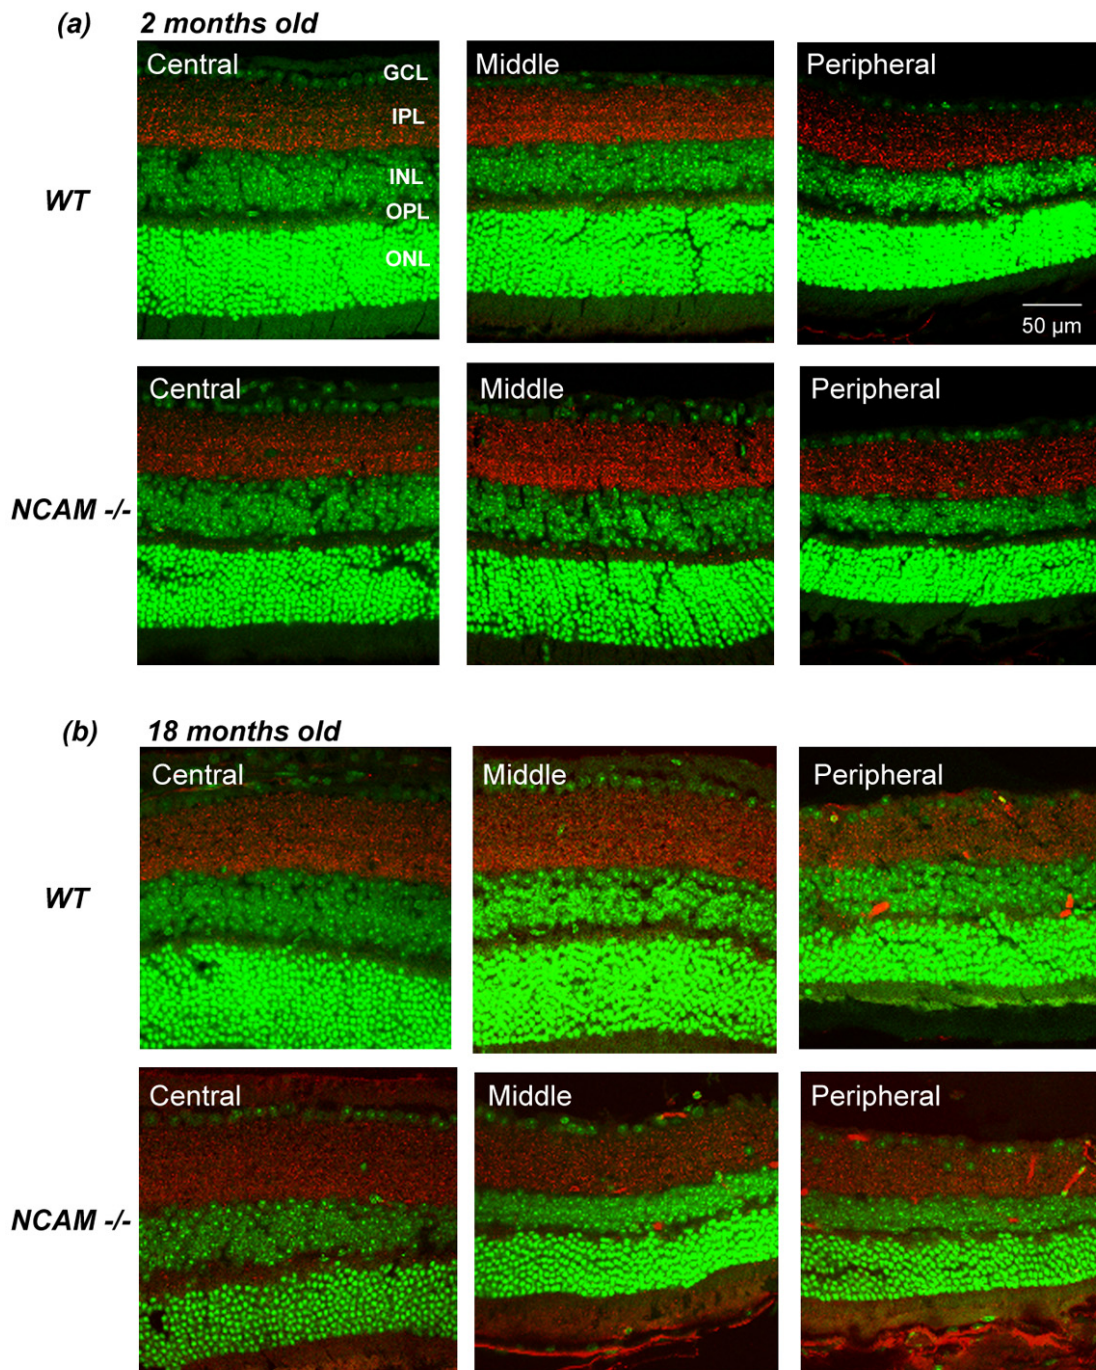 (a) 2 months old
Central Middle Peripheral
GCL
IPL
WT
INL
OPL
ONL
50 µm
Central Middle Peripheral
NCAM -/-
(b) 18 months old
Central Middle Peripheral
WT
Central Middle Peripheral
NCAM -/-